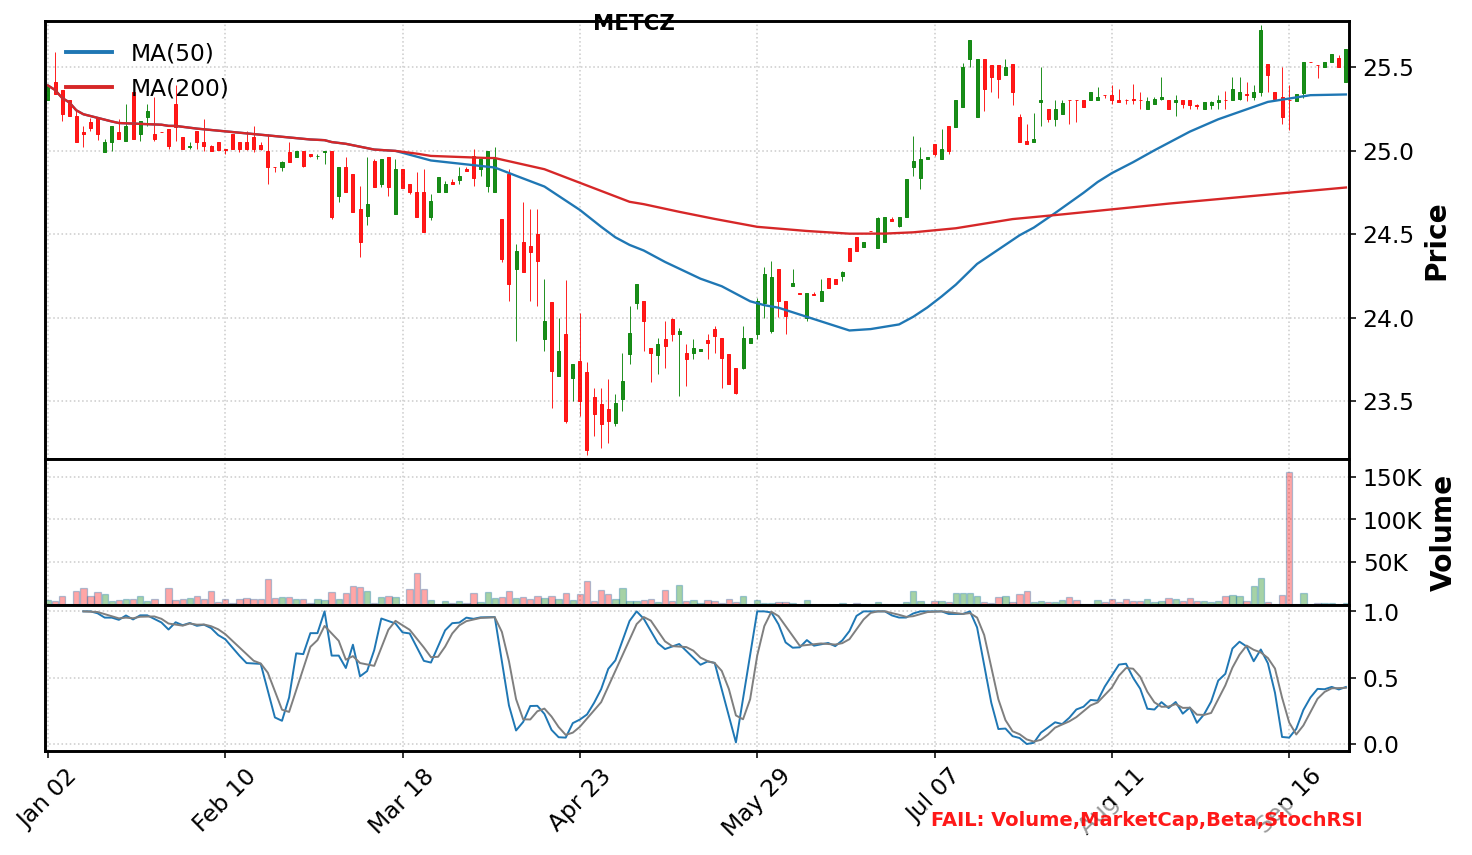 METCZ
MA(50)
MA(200)
25.5
25.0
24.5
24.0
23.5
Price
150K
100K
50K
Volume
1.0
0.5
0.0
Jan 02
Feb 10
Mar 18
Apr 23
May 29
Jul 07
Aug 11
Sep 16
FAIL: Volume,MarketCap,Beta,StochRSI